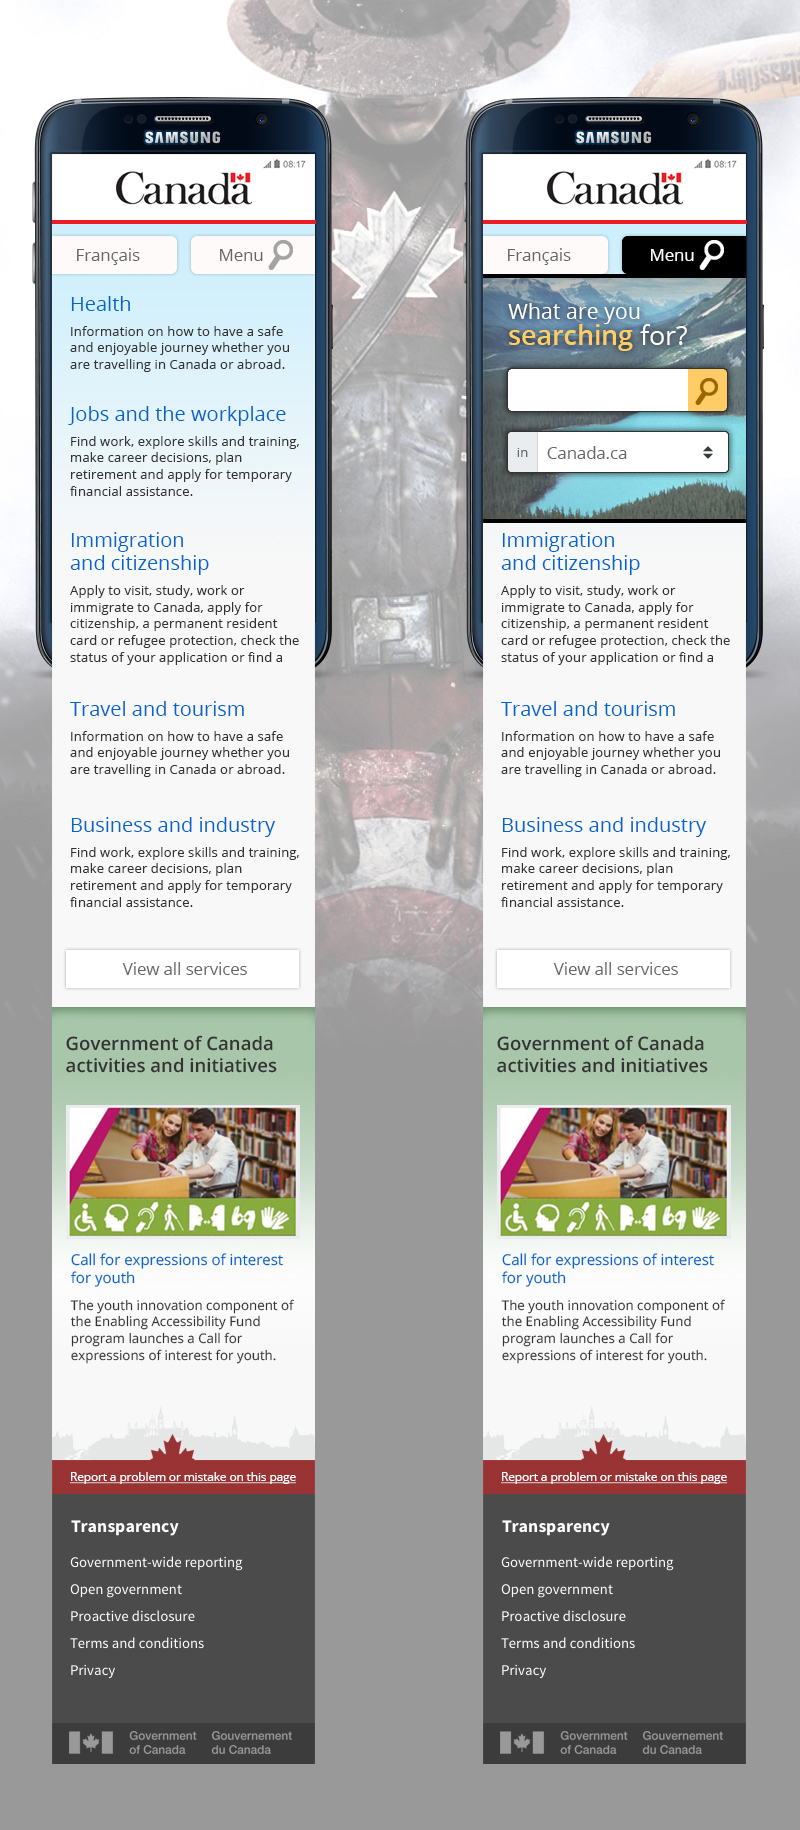 classfibre
SAMSUNG
08:17
Canada
Français
Menu
Health
Information on how to have a safe
and enjoyable journey whether you
are travelling in Canada or abroad.
Jobs and the workplace
Find work, explore skills and training,
make career decisions, plan
retirement and apply for temporary
financial assistance.
Immigration
and citizenship
Apply to visit, study, work or
immigrate to Canada, apply for
citizenship, a permanent resident
card or refugee protection, check the
status of your application or find a
Travel and tourism
Information on how to have a safe
and enjoyable journey whether you
are travelling in Canada or abroad.
Business and industry
Find work, explore skills and training,
make career decisions, plan
retirement and apply for temporary
financial assistance.
View all services
Government of Canada
activities and initiatives
Call for expressions of interest
for youth
The youth innovation component of
the Enabling Accessibility Fund
program launches a Call for
expressions of interest for youth.
Report a problem or mistake on this page
Transparency
Government-wide reporting
Open government
Proactive disclosure
Terms and conditions
Privacy
Government Gouvernement
of Canada du Canada
SAMSUNG
08:17
Canada
Français
Menu
What are you
searching for?
in
Canada.ca
Immigration
and citizenship
Apply to visit, study, work or
immigrate to Canada, apply for
citizenship, a permanent resident
card or refugee protection, check the
status of your application or find a
Travel and tourism
Information on how to have a safe
and enjoyable journey whether you
are travelling in Canada or abroad.
Business and industry
Find work, explore skills and training,
make career decisions, plan
retirement and apply for temporary
financial assistance.
View all services
Government of Canada
activities and initiatives
Call for expressions of interest
for youth
The youth innovation component of
the Enabling Accessibility Fund
program launches a Call for
expressions of interest for youth.
Report a problem or mistake on this page
Transparency
Government-wide reporting
Open government
Proactive disclosure
Terms and conditions
Privacy
Government Gouvernement
of Canada du Canada